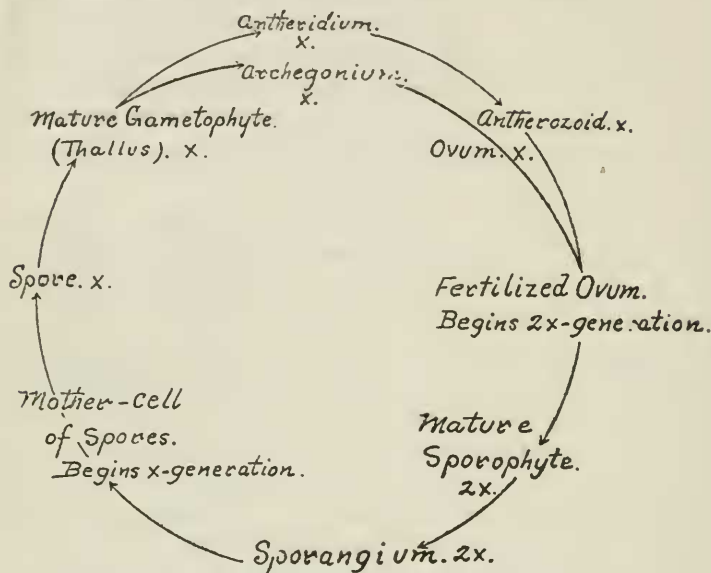 Antheridium.
x.
Archegonium.
x.
Mature Gametophyte.
(Thallus). x.
Antherozoid. x.
Ovum. x.
Spore. x.
Fertilized Ovum.
Begins 2x-generation.
Mother-cell
of Spores.
Begins x-generation.
Mature
Sporophyte.
2x.
Sporangium. 2x.